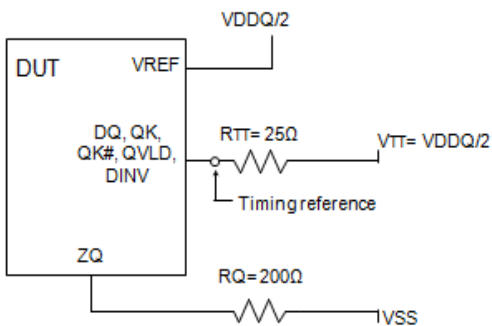 VDDQ/2
DUT
VREF
DQ, QK,
QK#, QVLD,
DINV
RTT= 25Ω
VTT= VDDQ/2
Timing reference
ZQ
RQ=200Ω
VSS